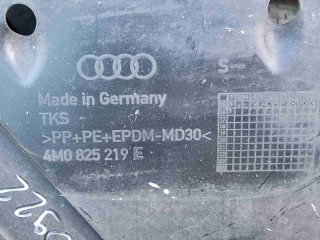 Made in Germany
TKS
>PP+PE+EPDM-MD30<
4M0 825 219 E